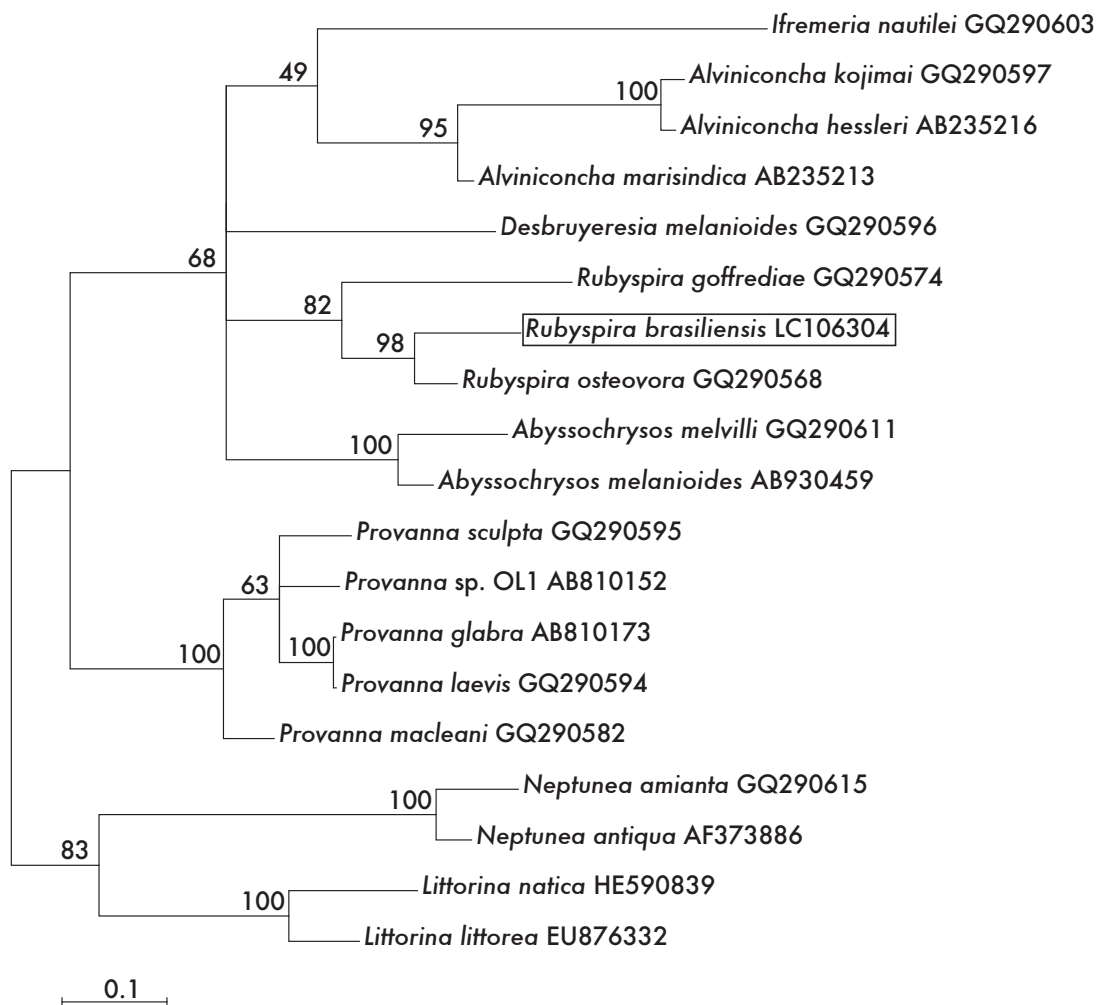 Ifremeria nautilei GQ290603
49
Alviniconcha kojimai GQ290597
100
Alviniconcha hessleri AB235216
95
Alviniconcha marisindica AB235213
Desbruyeresia melanioides GQ290596
68
Rubyspira goffrediae GQ290574
82
Rubyspira brasiliensis LC106304
98
Rubyspira osteovora GQ290568
Abyssochrysos melvilli GQ290611
100
Abyssochrysos melanioides AB930459
Provanna sculpta GQ290595
63
Provanna sp. OL1 AB810152
Provanna glabra AB810173
100
100
Provanna laevis GQ290594
Provanna macleani GQ290582
Neptunea amianta GQ290615
100
Neptunea antiqua AF373886
83
Littorina natica HE590839
100
Littorina littorea EU876332
0.1